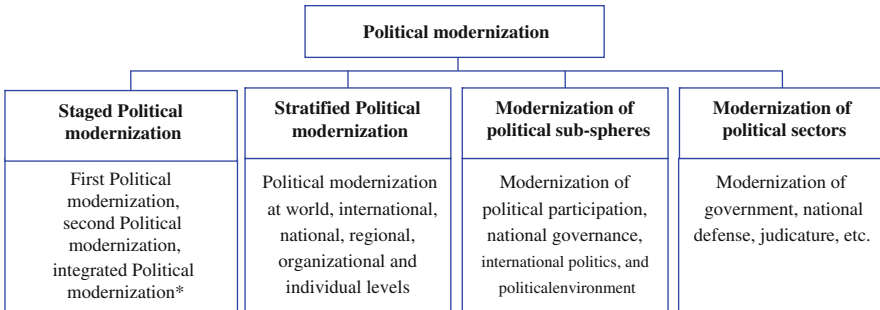 Political modernization
Staged Political
modernization
Stratified Political
modernization
Modernization of
political sub-spheres
Modernization of
political sectors
First Political
modernization,
second Political
modernization,
integrated Political
modernization*
Political modernization
at world, international,
national, regional,
organizational and
individual levels
Modernization of
political participation,
national governance,
international politics, and
politicalenvironment
Modernization of
government, national
defense, judicature, etc.